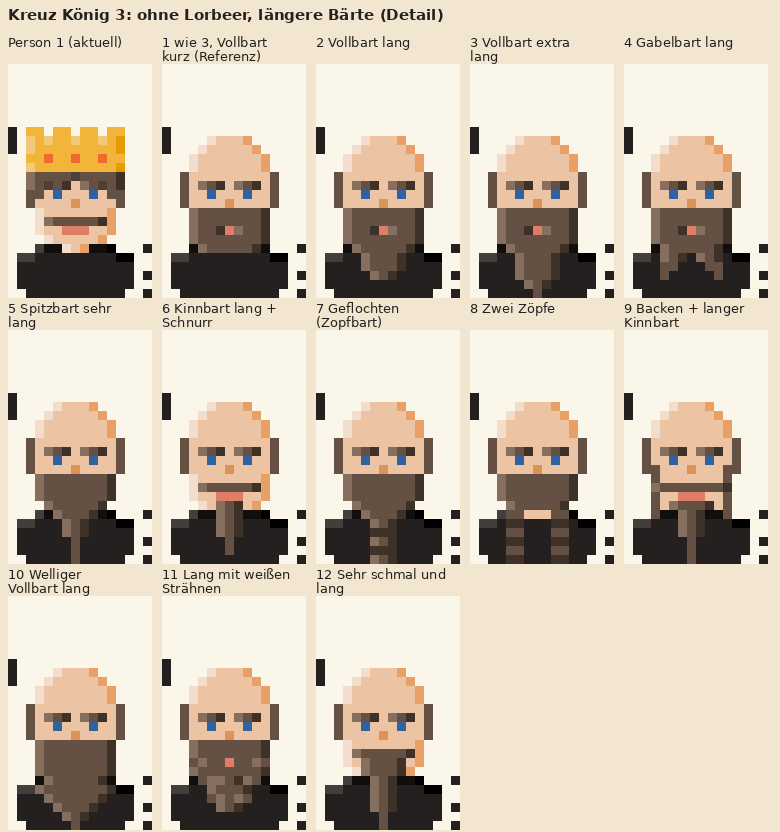 Kreuz König 3: ohne Lorbeer, längere Bärte (Detail)
Person 1 (aktuell)
1 wie 3, Vollbart
kurz (Referenz)
2 Vollbart lang
3 Vollbart extra
lang
4 Gabelbart lang
5 Spitzbart sehr
lang
6 Kinnbart lang +
Schnurr
7 Geflochten
(Zopfbart)
8 Zwei Zöpfe
9 Backen + langer
Kinnbart
10 Welliger
Vollbart lang
11 Lang mit weißen
Strähnen
12 Sehr schmal und
lang